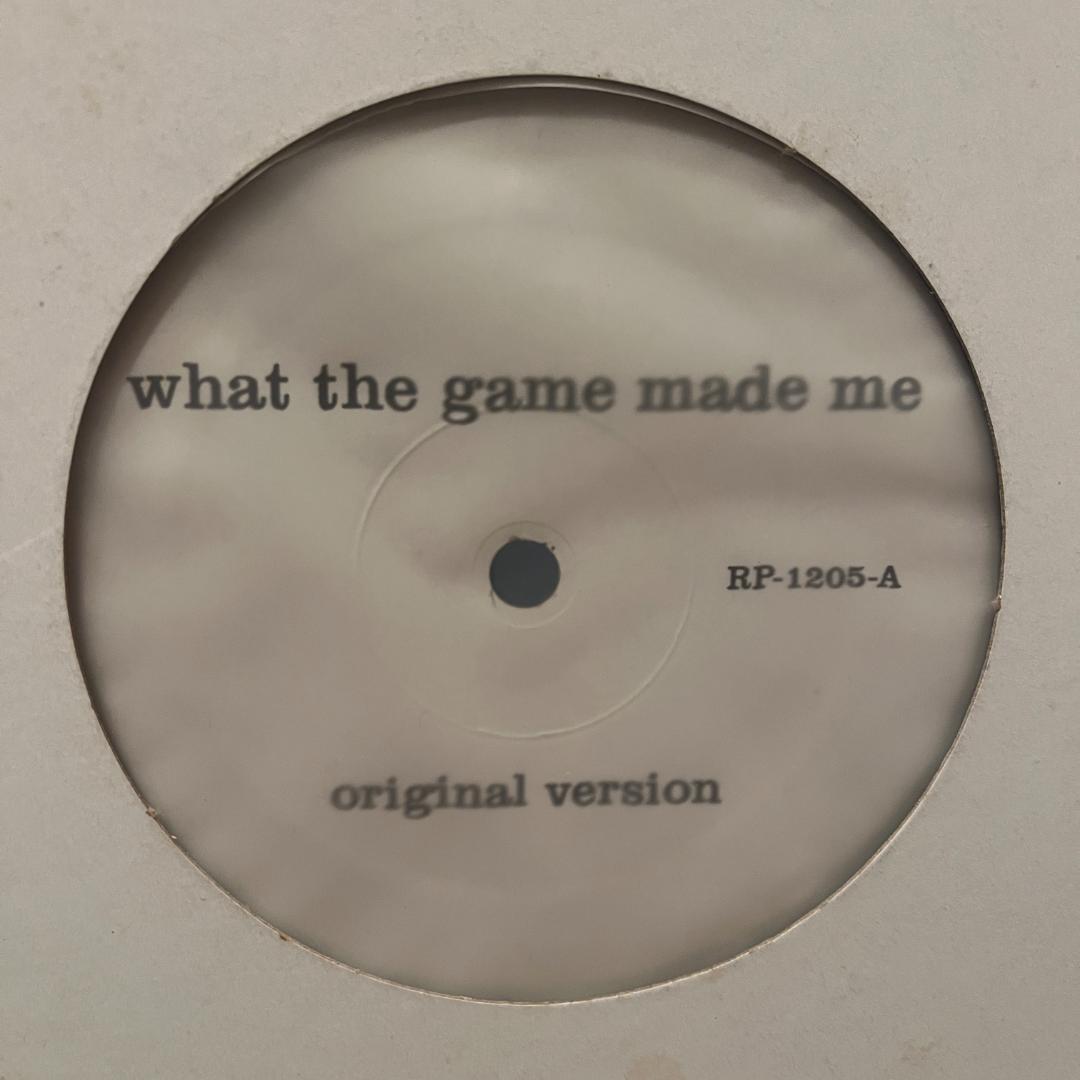 what the game made me
RP-1205-A
original version